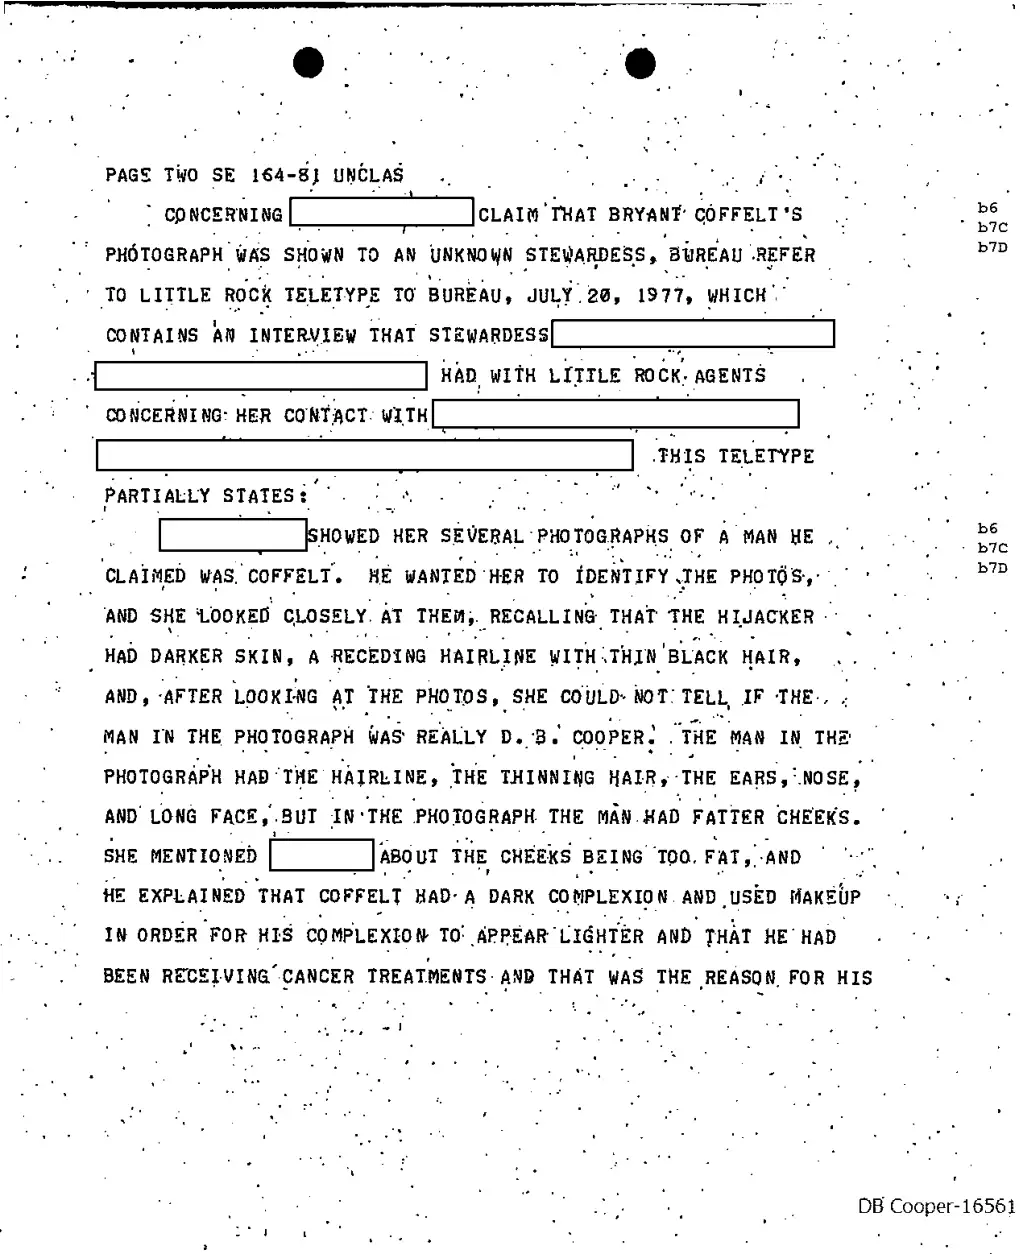 PAGE TWO SE 164-81 UNCLAS
CONCERNING CLAIM THAT BRYANT COFFELT'S
b6
b7C
b7D
PHOTOGRAPH WAS SHOWN TO AN UNKNOWN STEWARDESS, BUREAU REFER
TO LITTLE ROCK TELETYPE TO BUREAU, JULY 20, 1977, WHICH
CONTAINS AN INTERVIEW THAT STEWARDESS
HAD WITH LITTLE ROCK AGENTS
CONCERNING HER CONTACT WITH
.THIS TELETYPE
PARTIALLY STATES:
SHOWED HER SEVERAL PHOTOGRAPHS OF A MAN HE
b6
b7C
b7D
CLAIMED WAS COFFELT. HE WANTED HER TO IDENTIFY THE PHOTOS,
AND SHE LOOKED CLOSELY AT THEM, RECALLING THAT THE HIJACKER
HAD DARKER SKIN, A RECEDING HAIRLINE WITH THIN BLACK HAIR,
AND, AFTER LOOKING AT THE PHOTOS, SHE COULD NOT TELL IF THE
MAN IN THE PHOTOGRAPH WAS REALLY D. B. COOPER. THE MAN IN THE
PHOTOGRAPH HAD THE HAIRLINE, THE THINNING HAIR, THE EARS, NOSE,
AND LONG FACE, BUT IN THE PHOTOGRAPH THE MAN HAD FATTER CHEEKS.
SHE MENTIONED ABOUT THE CHEEKS BEING TOO FAT, AND
HE EXPLAINED THAT COFFELT HAD A DARK COMPLEXION AND USED MAKEUP
IN ORDER FOR HIS COMPLEXION TO APPEAR LIGHTER AND THAT HE HAD
BEEN RECEIVING CANCER TREATMENTS AND THAT WAS THE REASON FOR HIS
DB Cooper-16561